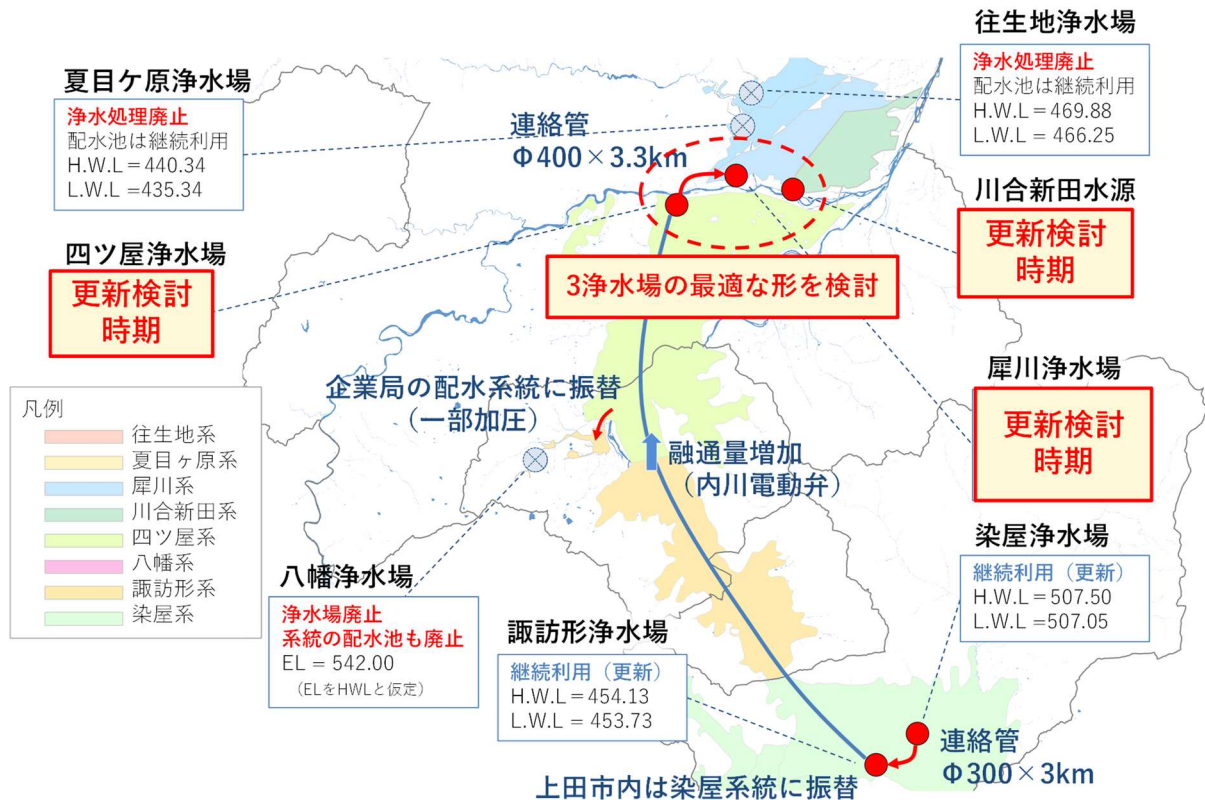 往生地浄水場
浄水処理廃止
配水池は継続利用
H.W.L＝469.88
L.W.L ＝ 466.25
夏目ケ原浄水場
浄水処理廃止
配水池は継続利用
H.W.L＝440.34
L.W.L＝435.34
連絡管
Φ400×3.3km
川合新田水源
更新検討
時期
四ツ屋浄水場
更新検討
時期
3浄水場の最適な形を検討
犀川浄水場
更新検討
時期
企業局の配水系統に振替
（一部加圧）
融通量増加
（内川電動弁）
凡例
往生地系
夏目ヶ原系
犀川系
川合新田系
四ツ屋系
八幡系
諏訪形系
染屋系
八幡浄水場
浄水場廃止
系統の配水池も廃止
EL = 542.00
（ELをHWLと仮定）
諏訪形浄水場
継続利用（更新）
H.W.L＝454.13
L.W.L ＝453.73
染屋浄水場
継続利用（更新）
H.W.L＝507.50
L.W.L =507.05
連絡管
Φ300×3km
上田市内は染屋系統に振替